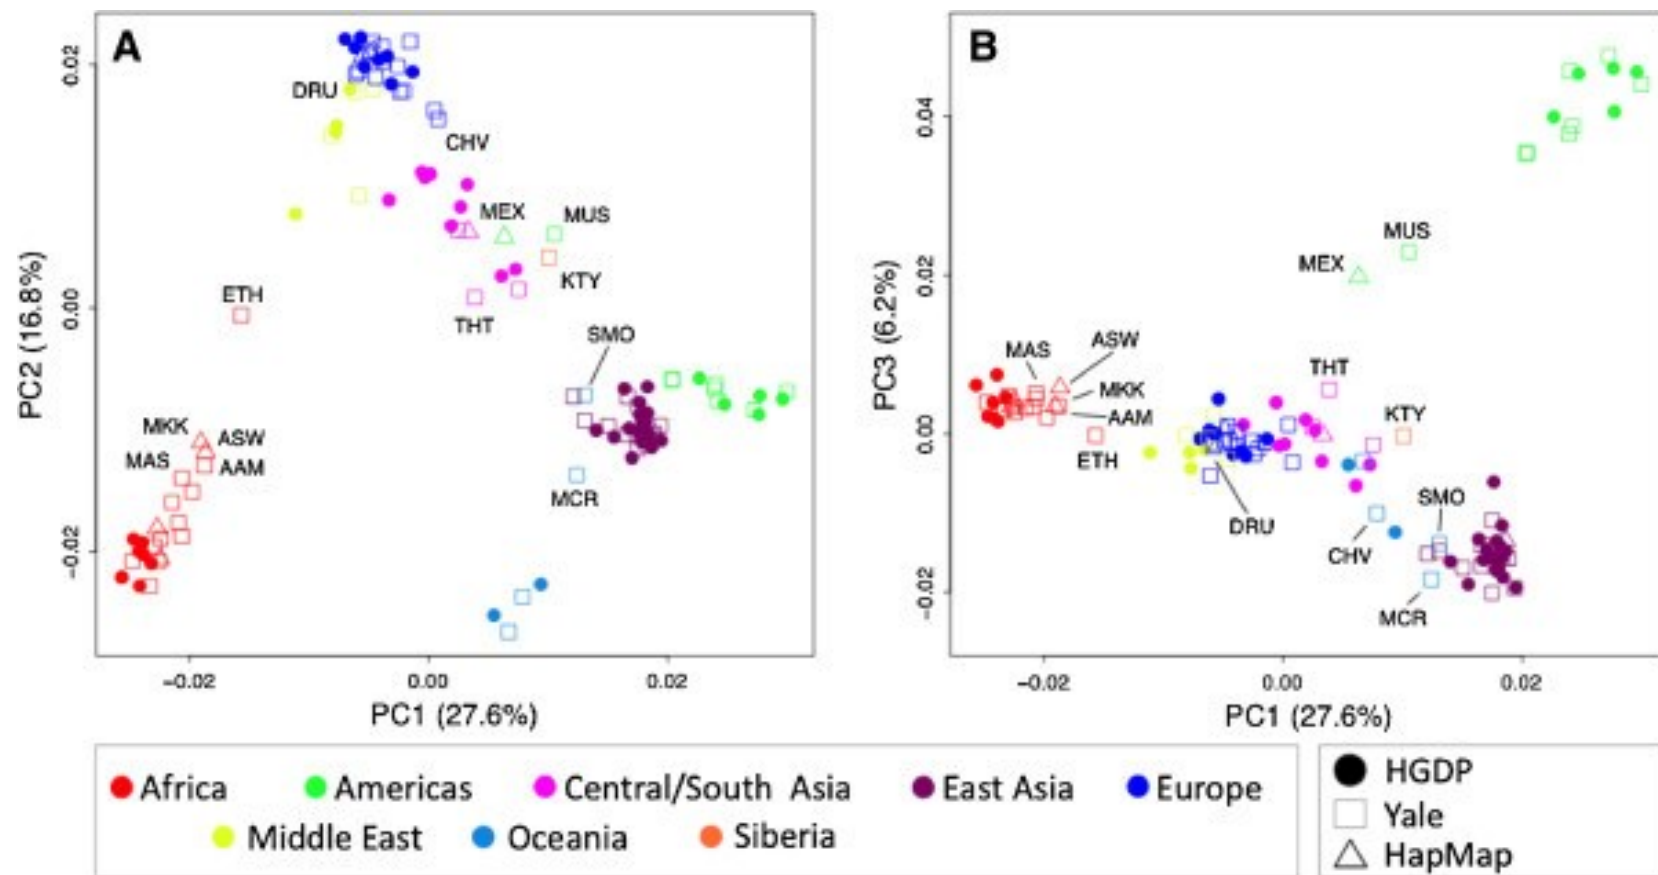 A
DRU
CHV
MEX
MUS
KTY
THT
ETH
SMO
MKK
ASW
MAS
AAM
MCR
0.02
0.00
−0.02
PC2 (16.8%)
−0.02
0.00
0.02
PC1 (27.6%)
B
MUS
MEX
MAS
ASW
THT
MKK
AAM
KTY
ETH
DRU
SMO
CHV
MCR
0.04
0.02
0.00
−0.02
PC3 (6.2%)
−0.02
0.00
0.02
PC1 (27.6%)
Africa
Americas
Central/South Asia
East Asia
Europe
Middle East
Oceania
Siberia
HGDP
Yale
HapMap